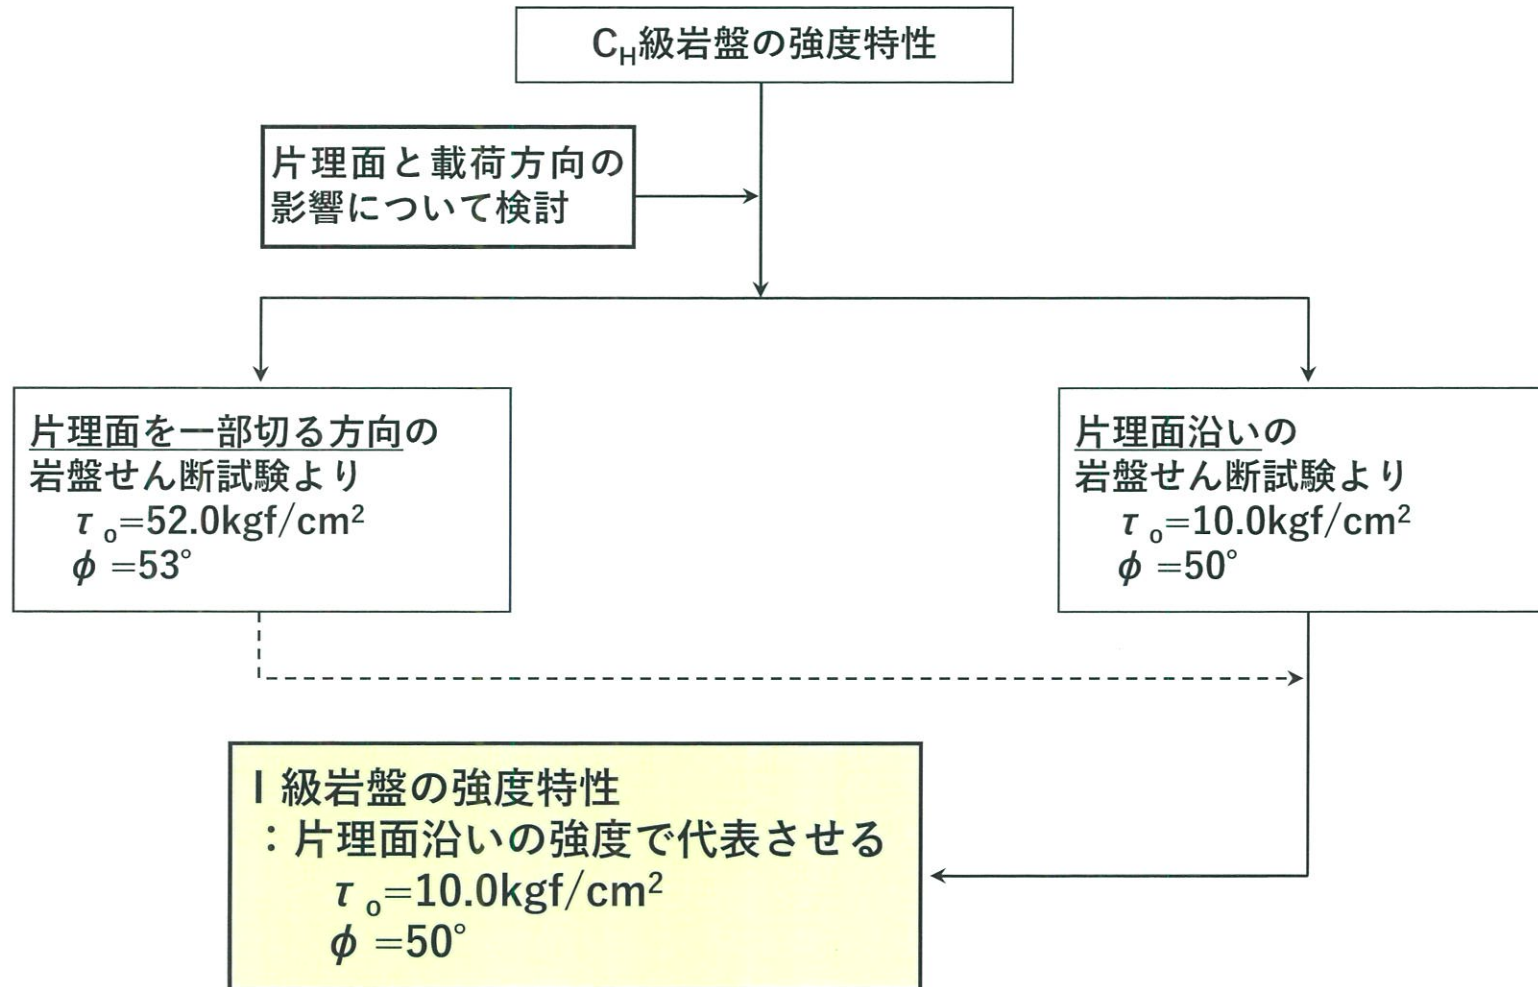 C_H級岩盤の強度特性
片理面と載荷方向の
影響について検討
片理面を一部切る方向の
岩盤せん断試験より
τ₀=52.0kgf/cm²
ϕ=53°
片理面沿いの
岩盤せん断試験より
τ₀=10.0kgf/cm²
ϕ=50°
Ⅰ級岩盤の強度特性
：片理面沿いの強度で代表させる
τ₀=10.0kgf/cm²
ϕ=50°